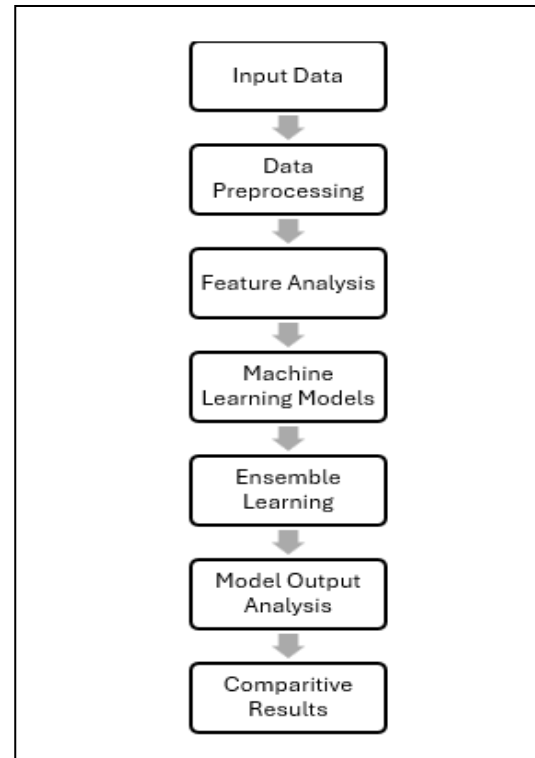 Input Data
Data
Preprocessing
Feature Analysis
Machine
Learning Models
Ensemble
Learning
Model Output
Analysis
Comparitive
Results